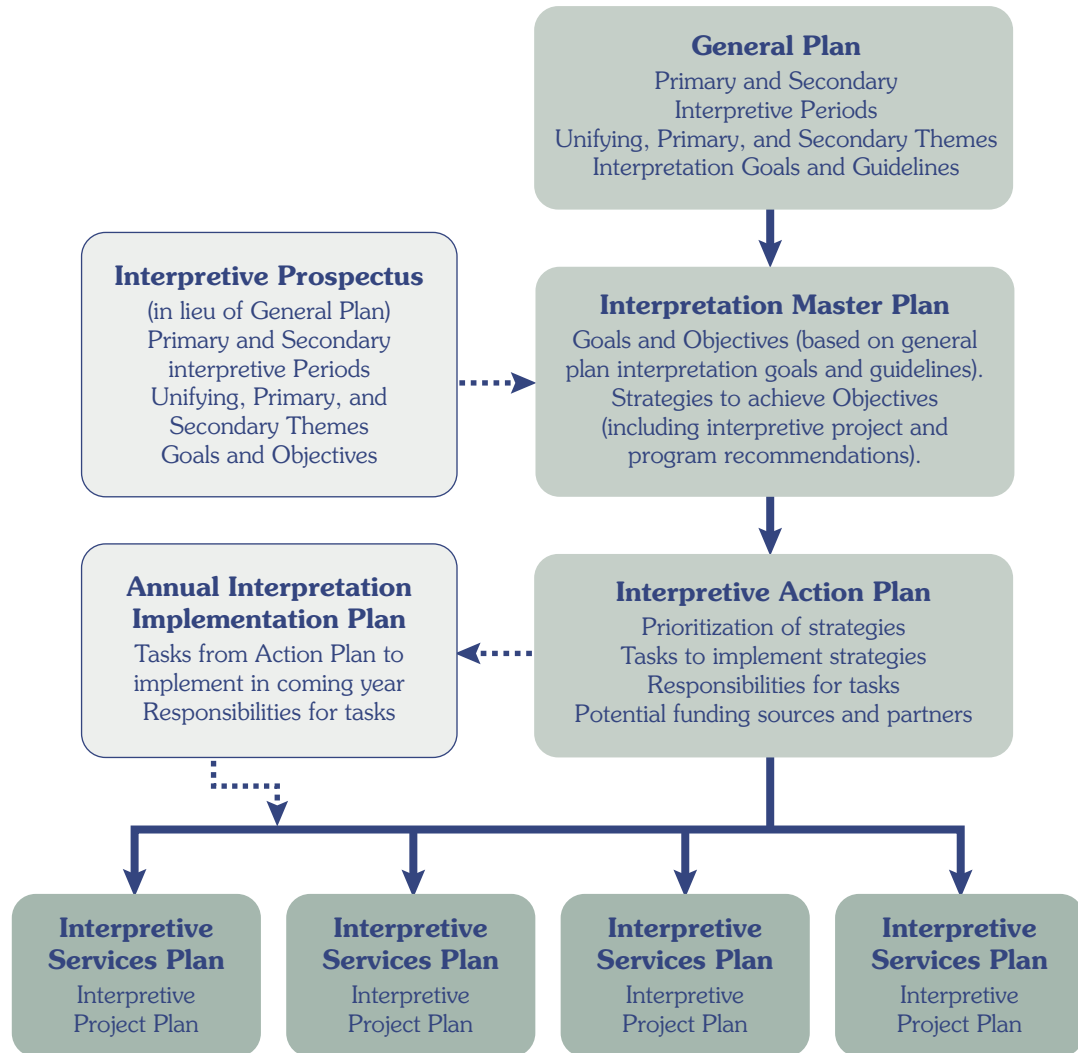 General Plan
Primary and Secondary
Interpretive Periods
Unifying, Primary, and Secondary Themes
Interpretation Goals and Guidelines
Interpretive Prospectus
(in lieu of General Plan)
Primary and Secondary
interpretive Periods
Unifying, Primary, and
Secondary Themes
Goals and Objectives
Interpretation Master Plan
Goals and Objectives (based on general
plan interpretation goals and guidelines).
Strategies to achieve Objectives
(including interpretive project and
program recommendations).
Annual Interpretation
Implementation Plan
Tasks from Action Plan to
implement in coming year
Responsibilities for tasks
Interpretive Action Plan
Prioritization of strategies
Tasks to implement strategies
Responsibilities for tasks
Potential funding sources and partners
Interpretive
Services Plan
Interpretive
Project Plan
Interpretive
Services Plan
Interpretive
Project Plan
Interpretive
Services Plan
Interpretive
Project Plan
Interpretive
Services Plan
Interpretive
Project Plan